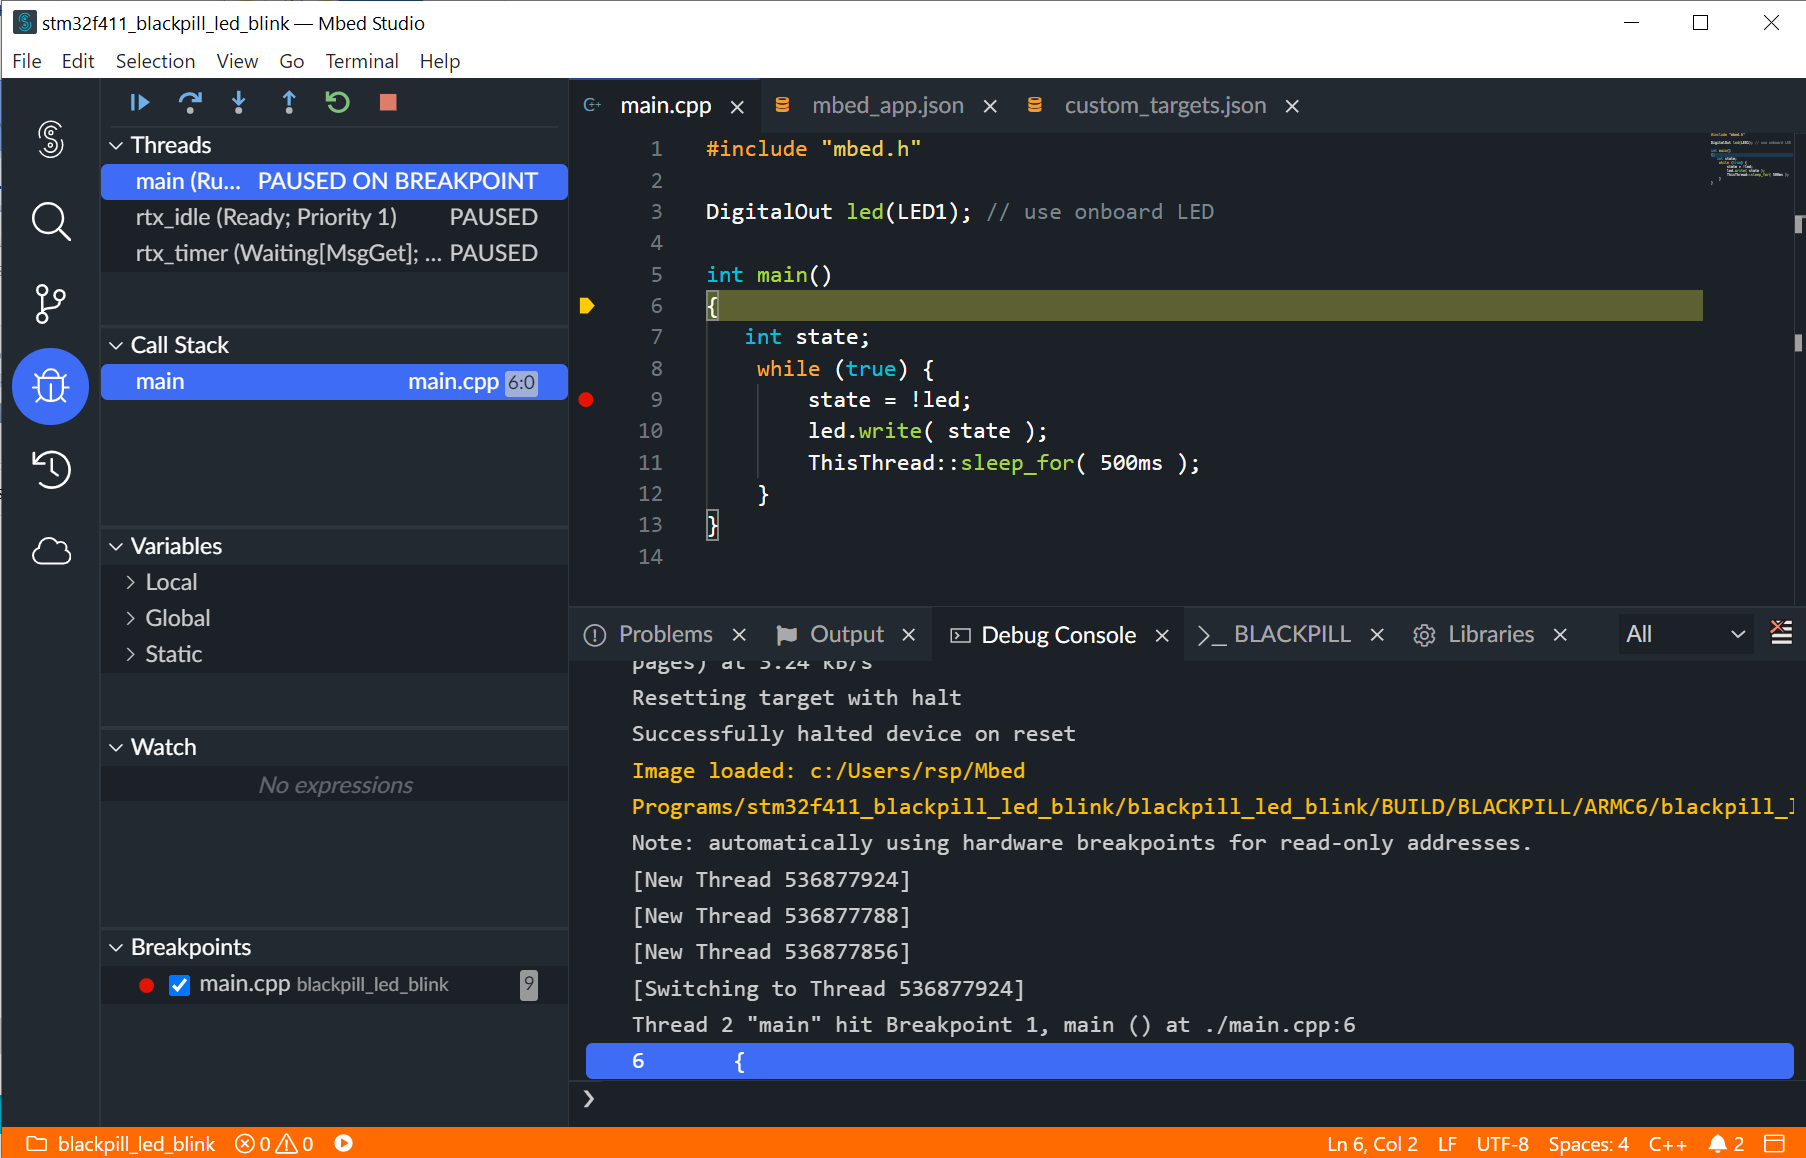 stm32f411_blackpill_led_blink — Mbed Studio
File Edit Selection View Go Terminal Help
Threads
main (Ru... PAUSED ON BREAKPOINT
rtx_idle (Ready; Priority 1) PAUSED
rtx_timer (Waiting[MsgGet]; ... PAUSED
Call Stack
main main.cpp 6:0
Variables
Local
Global
Static
Watch
No expressions
Breakpoints
main.cpp blackpill_led_blink 9
main.cpp mbed_app.json custom_targets.json
1 #include "mbed.h"
2
3 DigitalOut led(LED1); // use onboard LED
4
5 int main()
6 {
7 int state;
8 while (true) {
9 state = !led;
10 led.write( state );
11 ThisThread::sleep_for( 500ms );
12 }
13 }
14
Problems Output Debug Console >_ BLACKPILL Libraries All
pages) at 3.24 KB/s
Resetting target with halt
Successfully halted device on reset
Image loaded: c:/Users/rsp/Mbed
Programs/stm32f411_blackpill_led_blink/blackpill_led_blink/BUILD/BLACKPILL/ARMC6/blackpill_l
Note: automatically using hardware breakpoints for read-only addresses.
[New Thread 536877924]
[New Thread 536877788]
[New Thread 536877856]
[Switching to Thread 536877924]
Thread 2 "main" hit Breakpoint 1, main () at ./main.cpp:6
6 {
blackpill_led_blink 0 0 Ln 6, Col 2 LF UTF-8 Spaces: 4 C++ 2